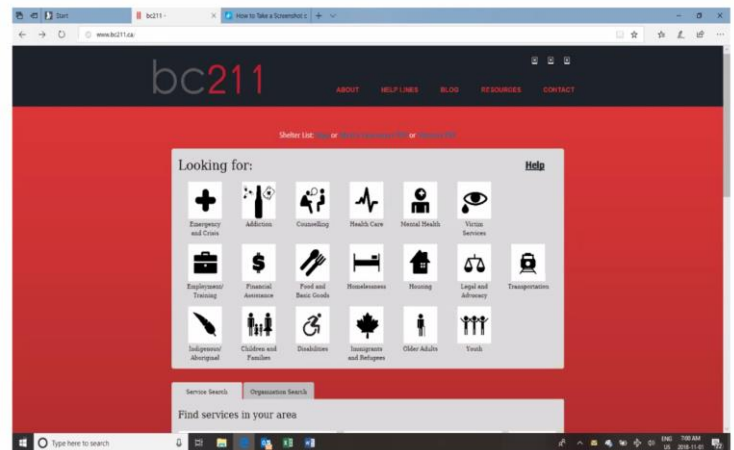 Start
bc211 -
How to Take a Screenshot o
www.bc211.ca/
bc211
ABOUT HELP LINES BLOG RESOURCES CONTACT
Shelter List: or or
Looking for: Help
Emergency
and Crisis
Addiction
Counselling
Health Care
Mental Health
Victim
Services
Employment/
Training
Financial
Assistance
Food and
Basic Goods
Homelessness
Housing
Legal and
Advocacy
Transportation
Indigenous/
Aboriginal
Children and
Families
Disabilities
Immigrants
and Refugees
Older Adults
Youth
Service Search Organization Search
Find services in your area
Type here to search
ENG 7:00 AM
US 2018-11-01